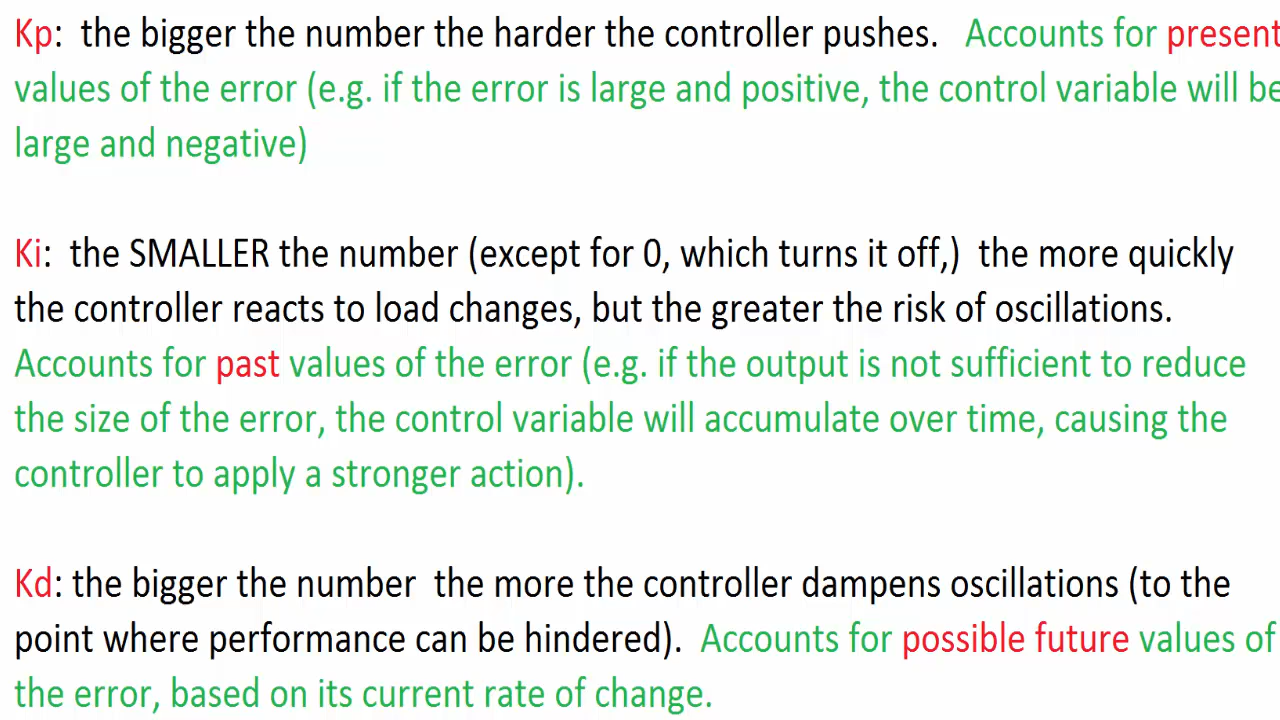 Kp: the bigger the number the harder the controller pushes. Accounts for present
values of the error (e.g. if the error is large and positive, the control variable will be
large and negative)
Ki: the SMALLER the number (except for 0, which turns it off,) the more quickly
the controller reacts to load changes, but the greater the risk of oscillations.
Accounts for past values of the error (e.g. if the output is not sufficient to reduce
the size of the error, the control variable will accumulate over time, causing the
controller to apply a stronger action).
Kd: the bigger the number the more the controller dampens oscillations (to the
point where performance can be hindered). Accounts for possible future values of
the error, based on its current rate of change.